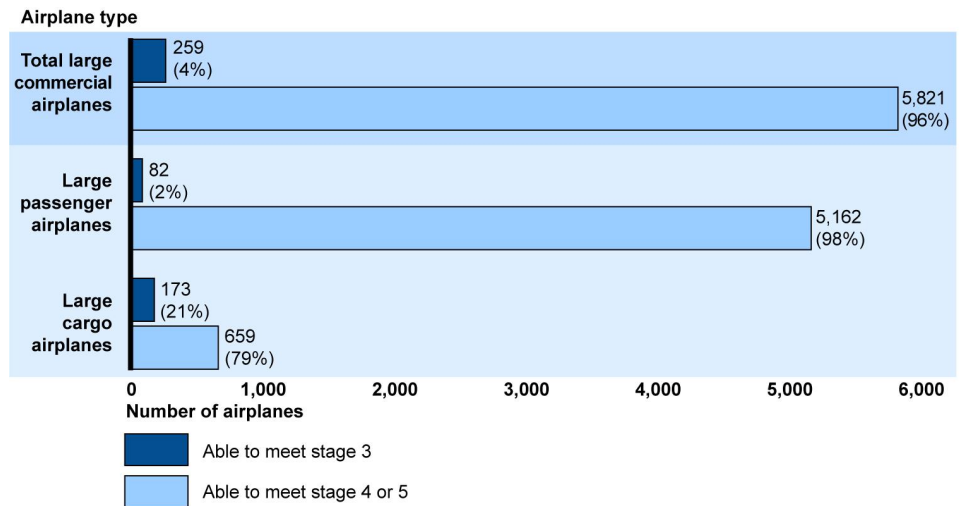 Airplane type
Total large
commercial
airplanes
259
(4%)
5,821
(96%)
Large
passenger
airplanes
82
(2%)
5,162
(98%)
Large
cargo
airplanes
173
(21%)
659
(79%)
0 1,000 2,000 3,000 4,000 5,000 6,000
Number of airplanes
Able to meet stage 3
Able to meet stage 4 or 5